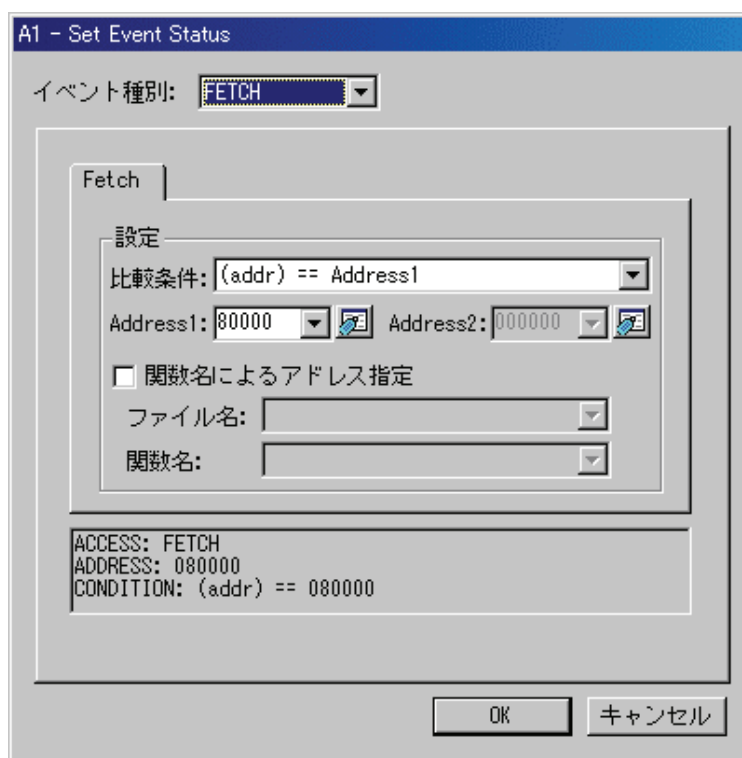 A1 - Set Event Status
イベント種別: FETCH
Fetch
設定
比較条件: (addr) == Address1
Address1: 80000 Address2: 000000
関数名によるアドレス指定
ファイル名:
関数名:
ACCESS: FETCH
ADDRESS: 080000
CONDITION: (addr) == 080000
OK キャンセル